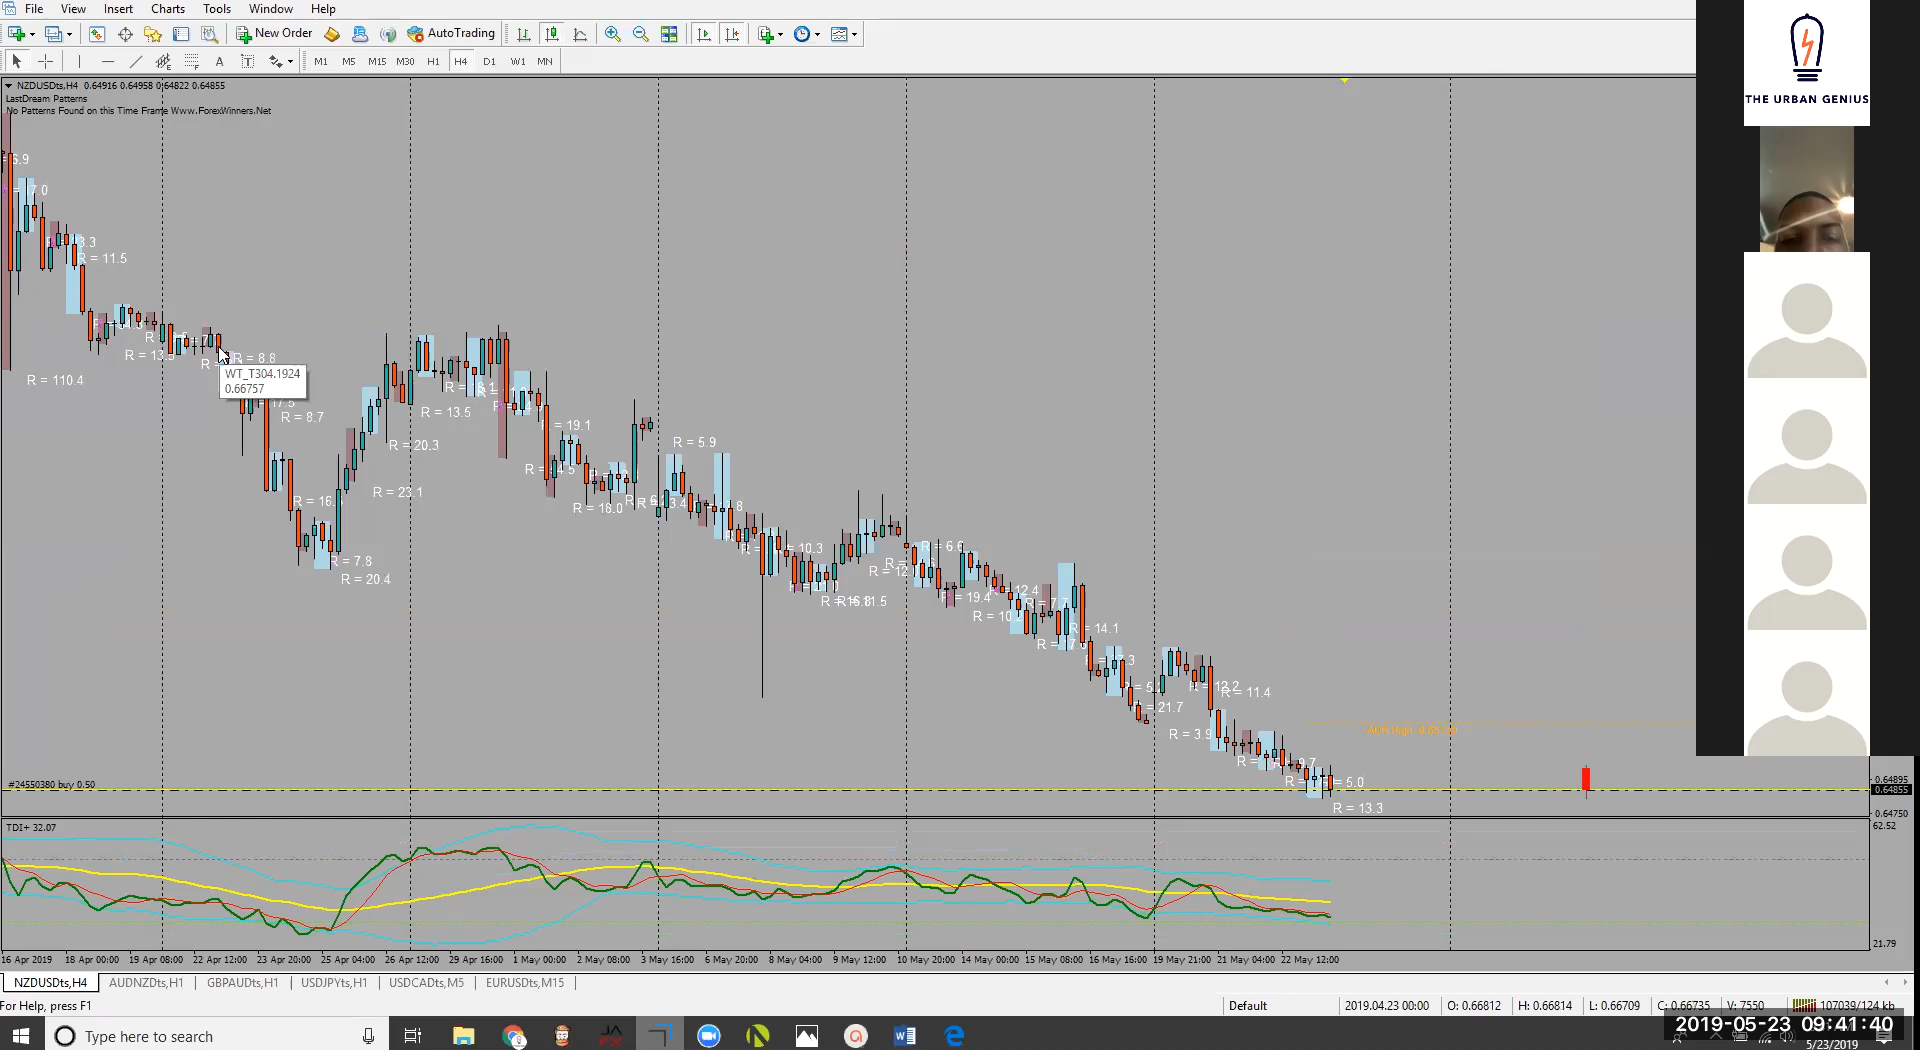 File View Insert Charts Tools Window Help
New Order AutoTrading
A T M1 M5 M15 M30 H1 H4 D1 W1 MN
NZDUSDts,H4 0.64916 0.64958 0.64822 0.64855
LastDream Patterns
No Patterns Found on this Time Frame Www.ForexWinners.Net
THE URBAN GENIUS
= 6.9
= 17.0
R = 11.5
R = 110.4
R = 8.8
WT_T304.1924
0.66757
R = 8.7
R = 7.8
R = 20.4
R = 20.3
R = 23.1
R = 13.5
= 19.1
R = 18.0
R = 5.9
= 10.3
R = 19.4
= 12.4
R = 14.1
= 21.7
R = 3.9
R = 12.2
R = 11.4
R = 5.0
R = 13.3
#24550380 buy 0.50
0.64895
0.64855
0.64750
TDI+ 32.07
62.52
21.79
16 Apr 2019 18 Apr 00:00 19 Apr 08:00 22 Apr 12:00 23 Apr 20:00 25 Apr 04:00 26 Apr 12:00 29 Apr 16:00 1 May 00:00 2 May 08:00 3 May 16:00 6 May 20:00 8 May 04:00 9 May 12:00 10 May 20:00 14 May 00:00 15 May 08:00 16 May 16:00 19 May 21:00 21 May 04:00 22 May 12:00
NZDUSDts,H4 AUDNZDts,H1 GBPAUDts,H1 USDJPYts,H1 USDCADts,M5 EURUSDts,M15
For Help, press F1 Default 2019.04.23 00:00 O: 0.66812 H: 0.66814 L: 0.66709 C: 0.66735 V: 7550 107039/124 kb
Type here to search
JA
FX
2019-05-23 09:41:40
5/23/2019